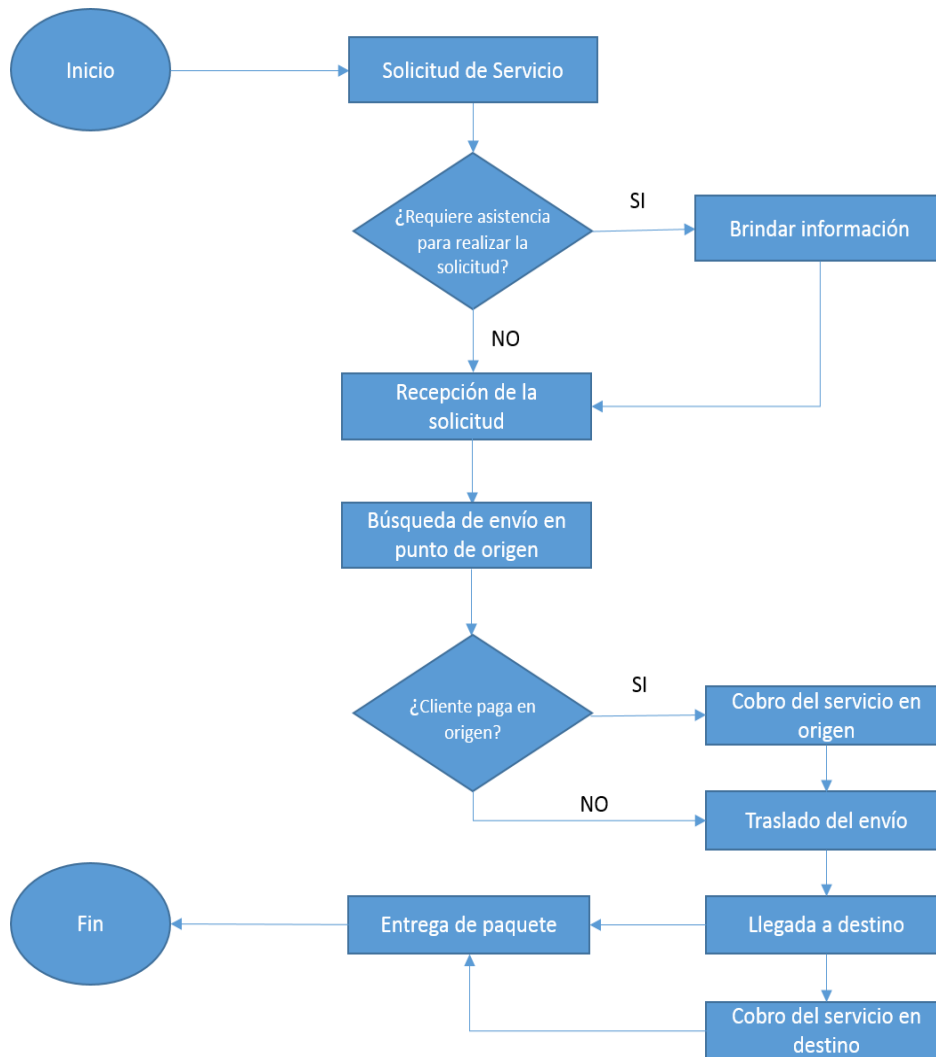 Inicio
Solicitud de Servicio
¿Requiere asistencia
para realizar la
solicitud?
SI
Brindar información
NO
Recepción de la
solicitud
Búsqueda de envío en
punto de origen
¿Cliente paga en
origen?
SI
Cobro del servicio en
origen
NO
Traslado del envío
Llegada a destino
Entrega de paquete
Fin
Cobro del servicio en
destino